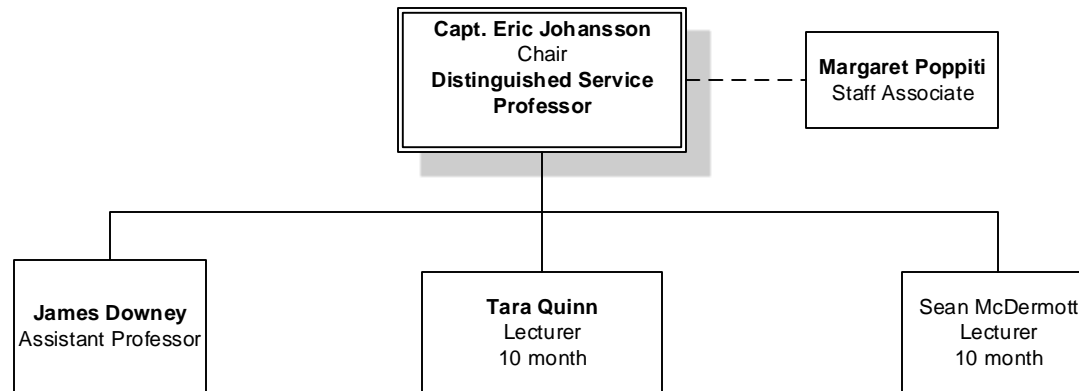 Capt. Eric Johansson
Chair
Distinguished Service
Professor
Margaret Poppiti
Staff Associate
James Downey
Assistant Professor
Tara Quinn
Lecturer
10 month
Sean McDermott
Lecturer
10 month